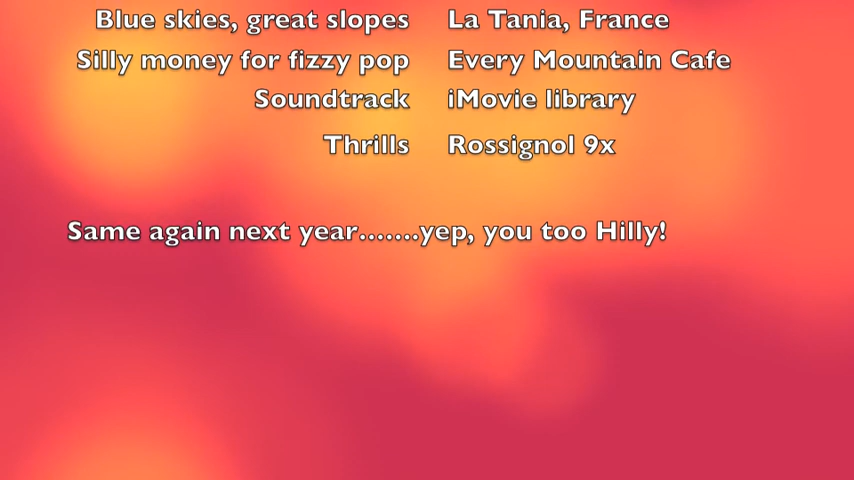 Blue skies, great slopes La Tania, France
Silly money for fizzy pop Every Mountain Cafe
Soundtrack iMovie library
Thrills Rossignol 9x
Same again next year.......yep, you too Hilly!